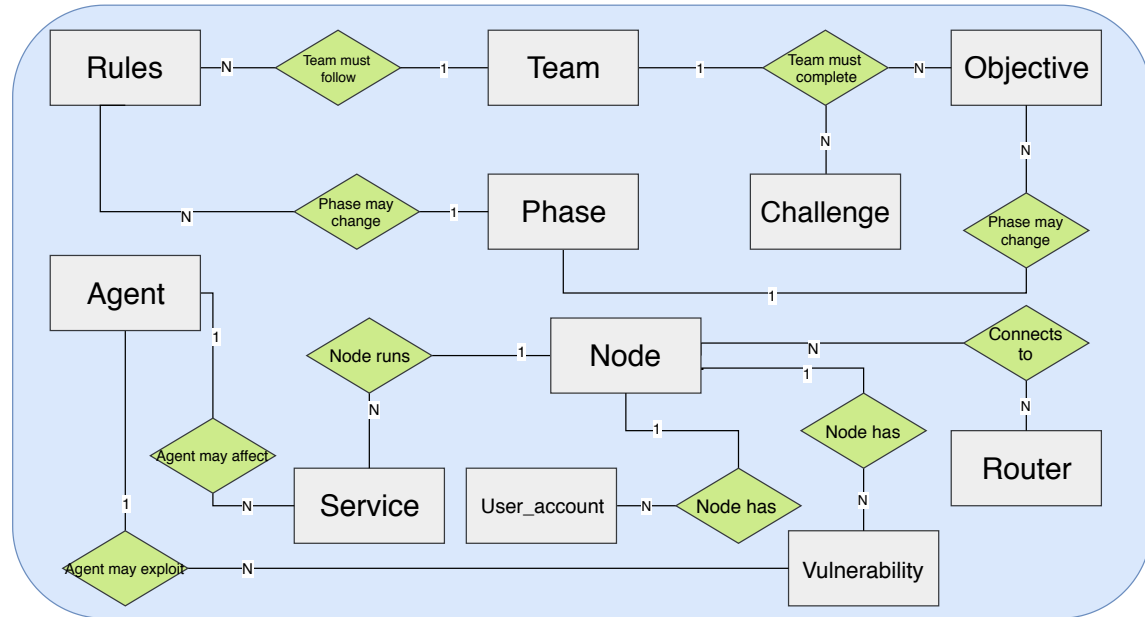 Rules
N
Team must
follow
1
Team
1
Team must
complete
N
Objective
N
N
Challenge
N
Phase may
change
1
Phase
Phase may
change
1
Agent
1
Node runs
1
Node
N
Connects
to
1
N
N
1
Node has
Router
Agent may affect
N
Service
User_account
N
Node has
N
1
Agent may exploit
N
Vulnerability